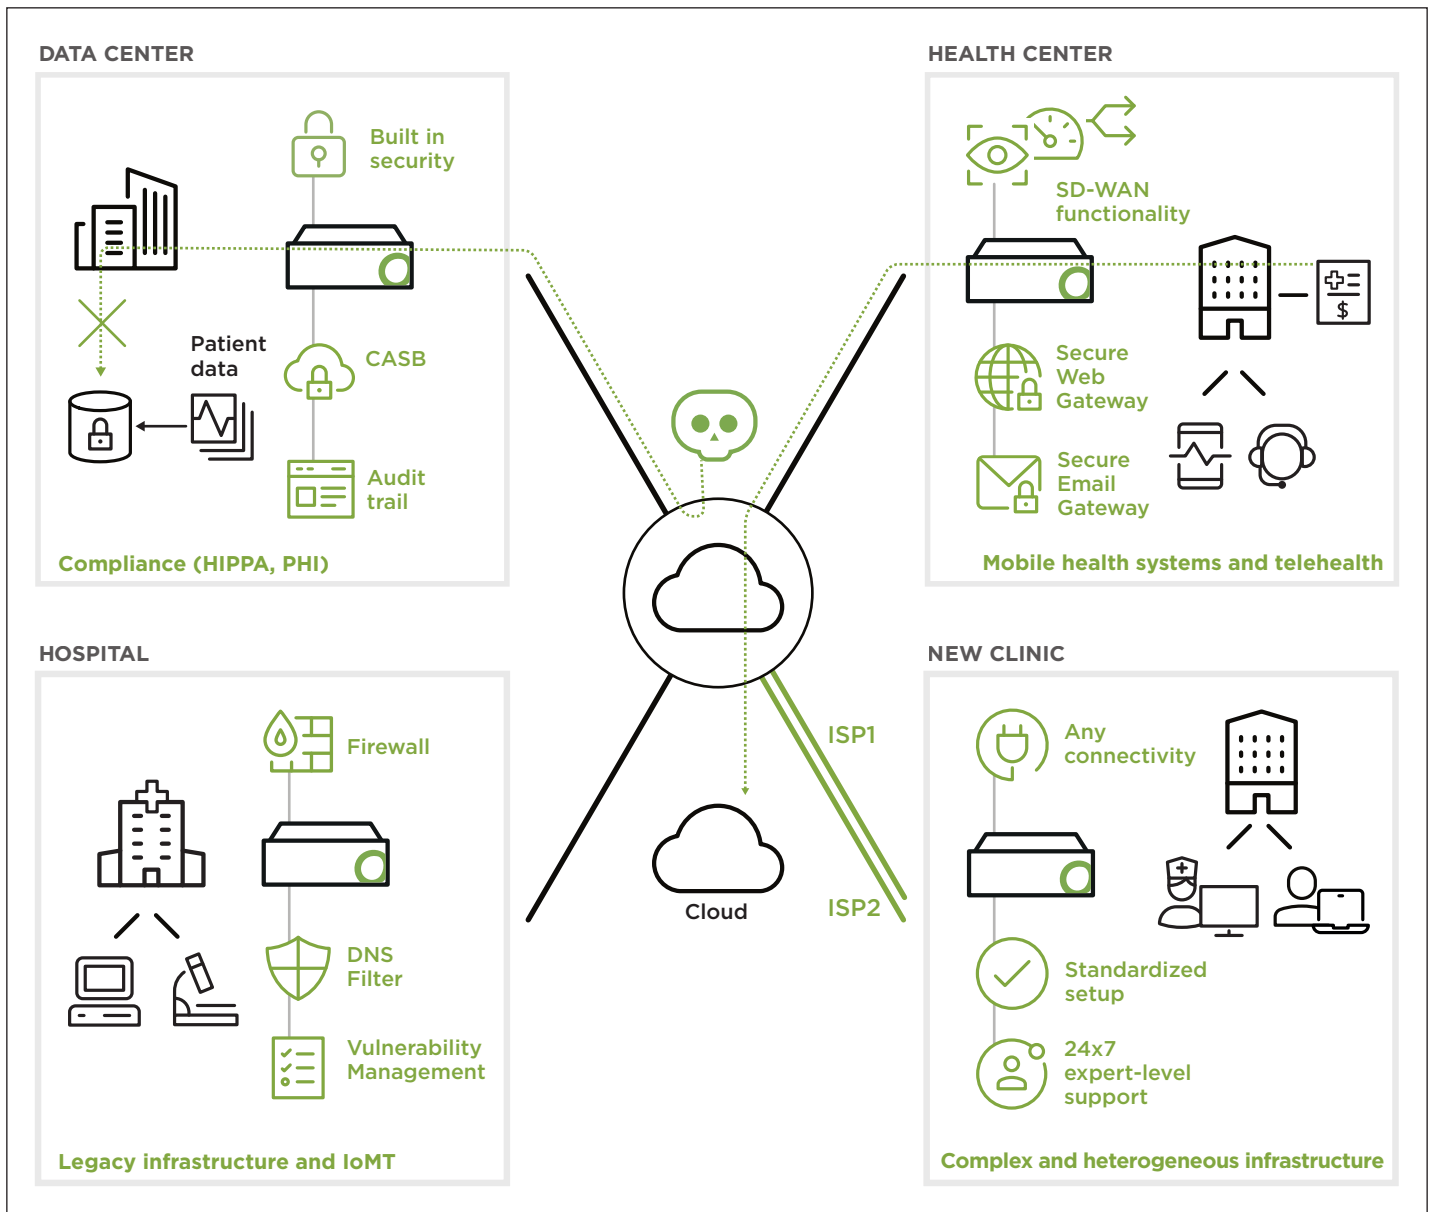 DATA CENTER
Built in
security
Patient
data
CASB
Audit
trail
Compliance (HIPPA, PHI)
HEALTH CENTER
SD-WAN
functionality
$
Secure
Web
Gateway
Secure
Email
Gateway
Mobile health systems and telehealth
HOSPITAL
Firewall
DNS
Filter
Vulnerability
Management
Legacy infrastructure and IoMT
ISP1
ISP2
Cloud
NEW CLINIC
Any
connectivity
Standardized
setup
24x7
expert-level
support
Complex and heterogeneous infrastructure